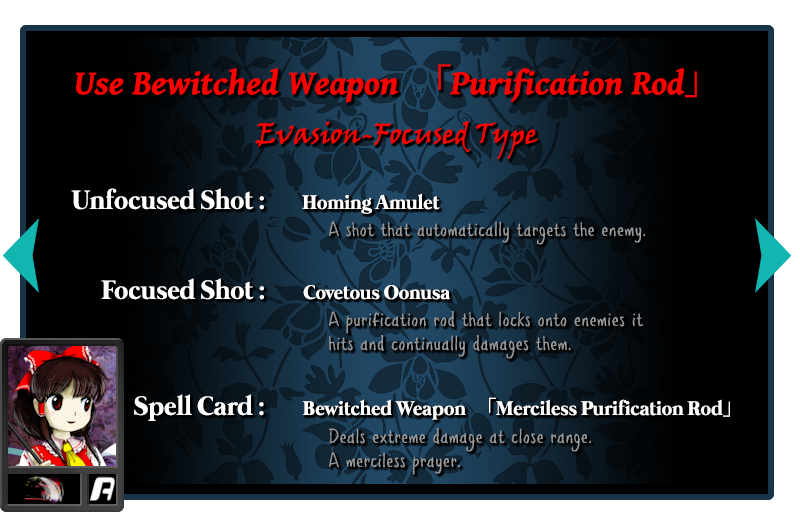 Use Bewitched Weapon 「Purification Rod」
Evasion-Focused Type
Unfocused Shot : Homing Amulet
A shot that automatically targets the enemy.
Focused Shot : Covetous Oonusa
A purification rod that locks onto enemies it
hits and continually damages them.
Spell Card : Bewitched Weapon 「Merciless Purification Rod」
Deals extreme damage at close range.
A merciless prayer.
A